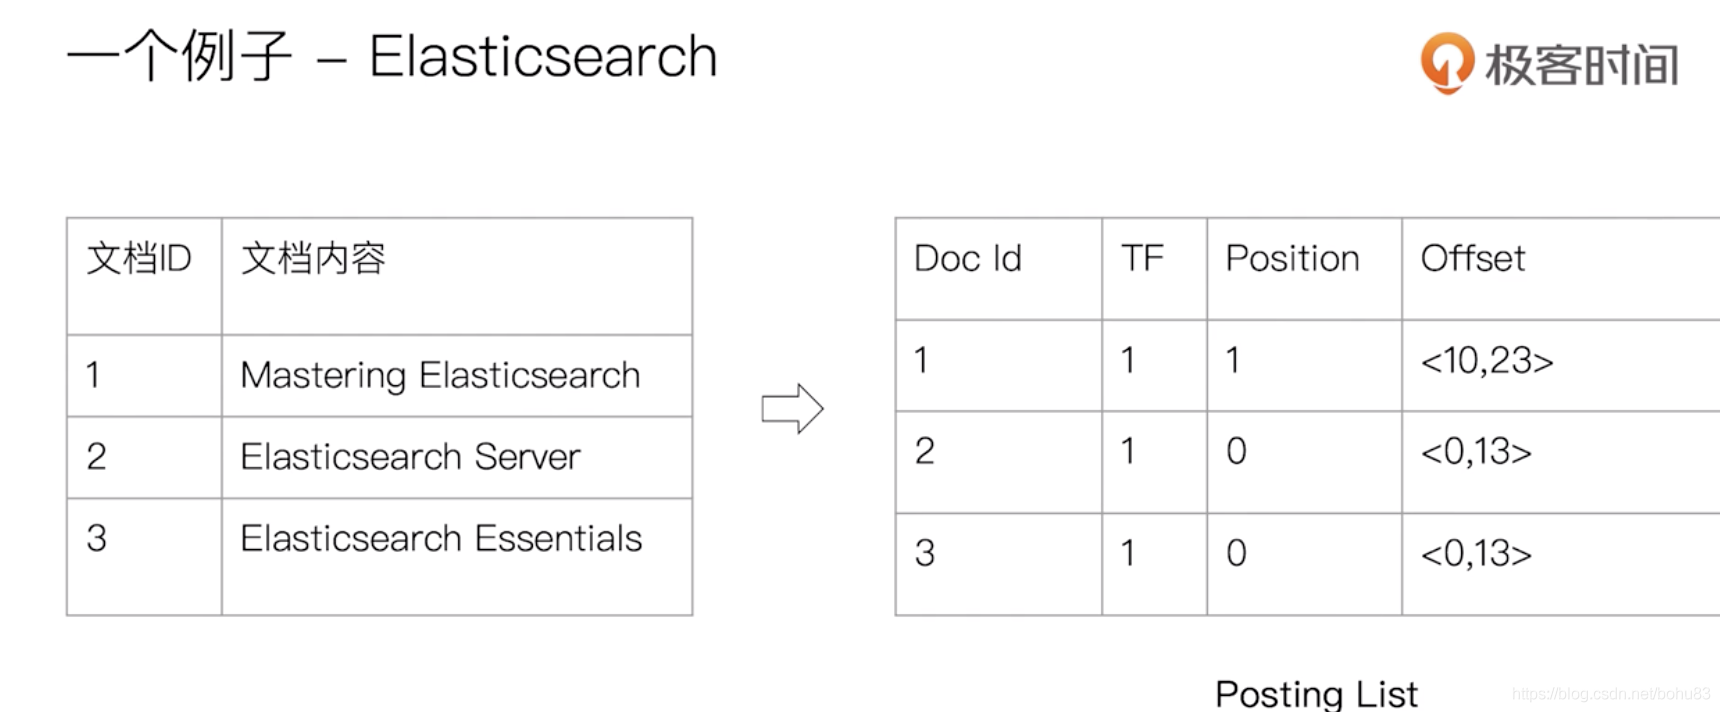 一个例子 – Elasticsearch
极客时间
文档ID 文档内容
1 Mastering Elasticsearch
2 Elasticsearch Server
3 Elasticsearch Essentials
Doc Id TF Position Offset
1 1 1 <10,23>
2 1 0 <0,13>
3 1 0 <0,13>
Posting List
https://blog.csdn.net/bohu83